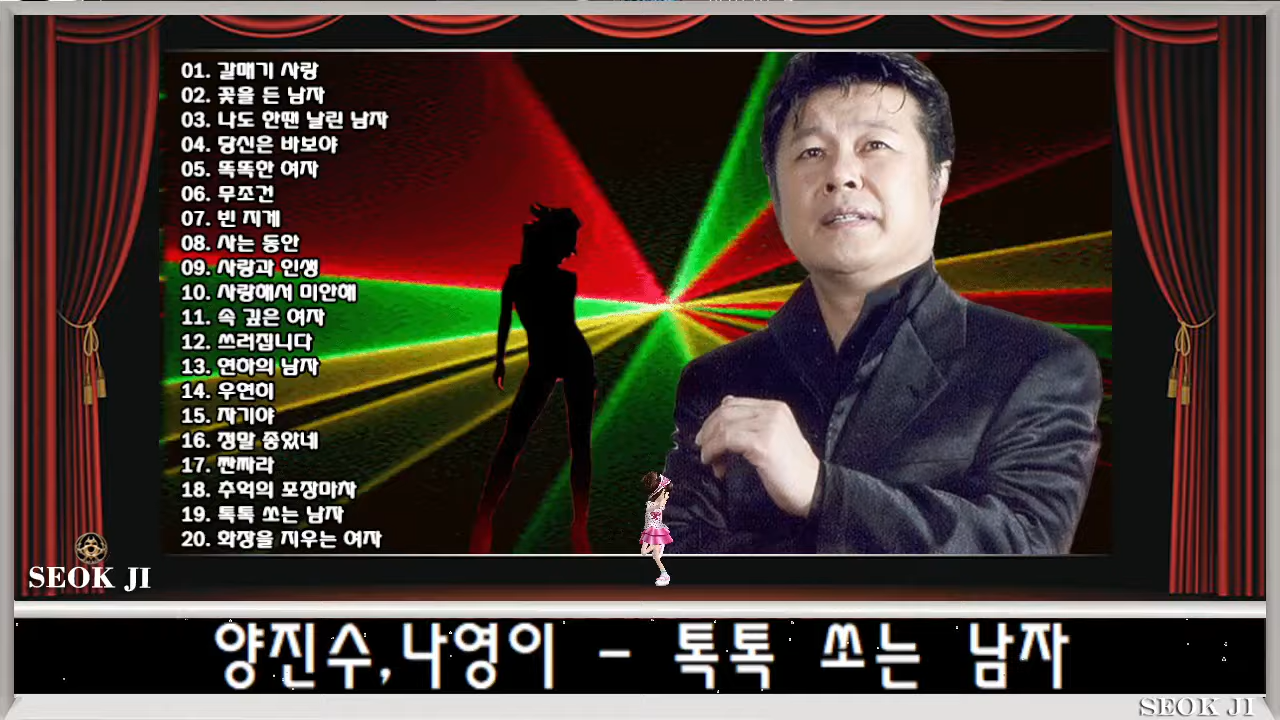 01. 갈매기 사랑
02. 꽃을 든 남자
03. 나도 안땐 날린 남자
04. 당신은 바보야
05. 똑똑한 여자
06. 무조건
07. 빈 지게
08. 사는 동안
09. 사랑과 인생
10. 사랑해서 미안해
11. 속 깊은 여자
12. 쓰러집니다
13. 연하의 남자
14. 우연히
15. 자기야
16. 정말 좋았네
17. 짠짜라
18. 추억의 포장마차
19. 톡톡 쏘는 남자
20. 화장을 지우는 여자
SEOK JI
양진수,나영이 - 톡톡 쏘는 남자
SEOK JI